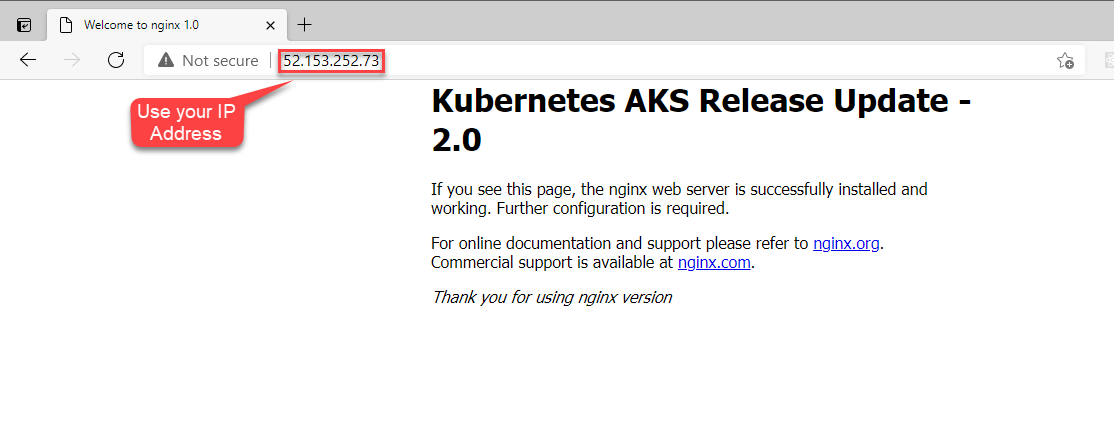 Welcome to nginx 1.0
Not secure
52.153.252.73
Use your IP
Address
Kubernetes AKS Release Update -
2.0
If you see this page, the nginx web server is successfully installed and
working. Further configuration is required.
For online documentation and support please refer to nginx.org.
Commercial support is available at nginx.com.
Thank you for using nginx version